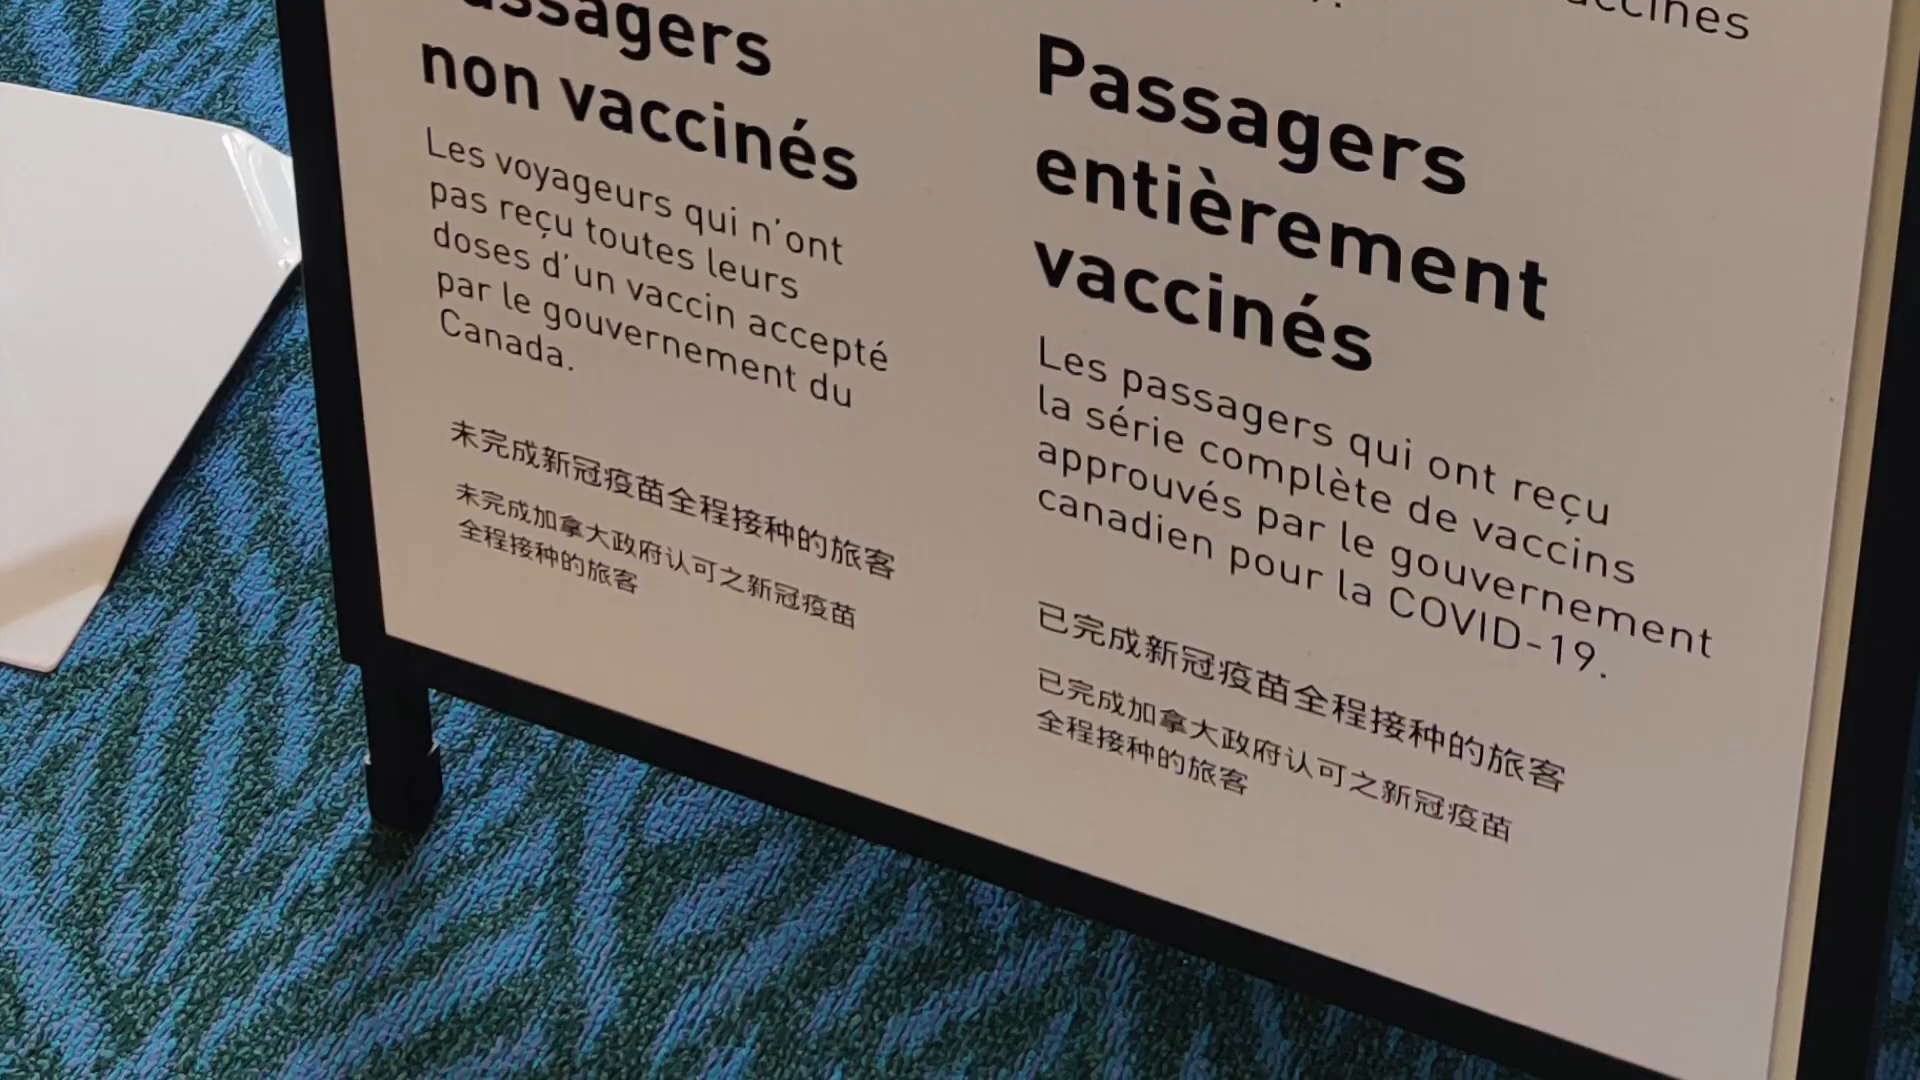 non vaccinés
Les voyageurs qui n'ont
pas reçu toutes leurs
doses d'un vaccin accepté
par le gouvernement du
Canada.
未完成新冠疫苗全程接种的旅客
未完成加拿大政府认可之新冠疫苗
全程接种的旅客
Passagers
entièrement
vaccinés
Les passagers qui ont reçu
la série complète de vaccins
approuvés par le gouvernement
canadien pour la COVID-19.
已完成新冠疫苗全程接种的旅客
已完成加拿大政府认可之新冠疫苗
全程接种的旅客